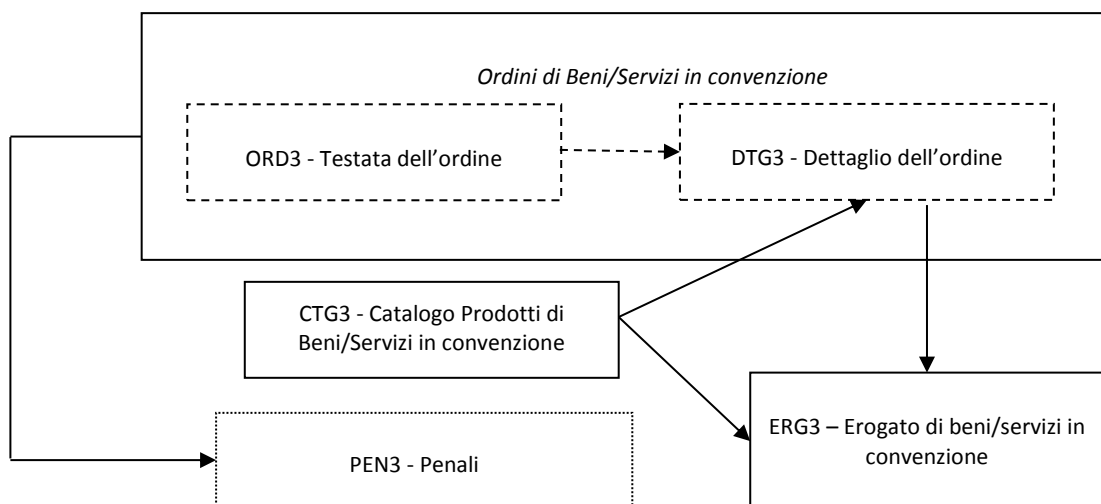 Ordini di Beni/Servizi in convenzione
ORD3 - Testata dell’ordine
DTG3 - Dettaglio dell’ordine
CTG3 - Catalogo Prodotti di
Beni/Servizi in convenzione
ERG3 – Erogato di beni/servizi in
convenzione
PEN3 - Penali